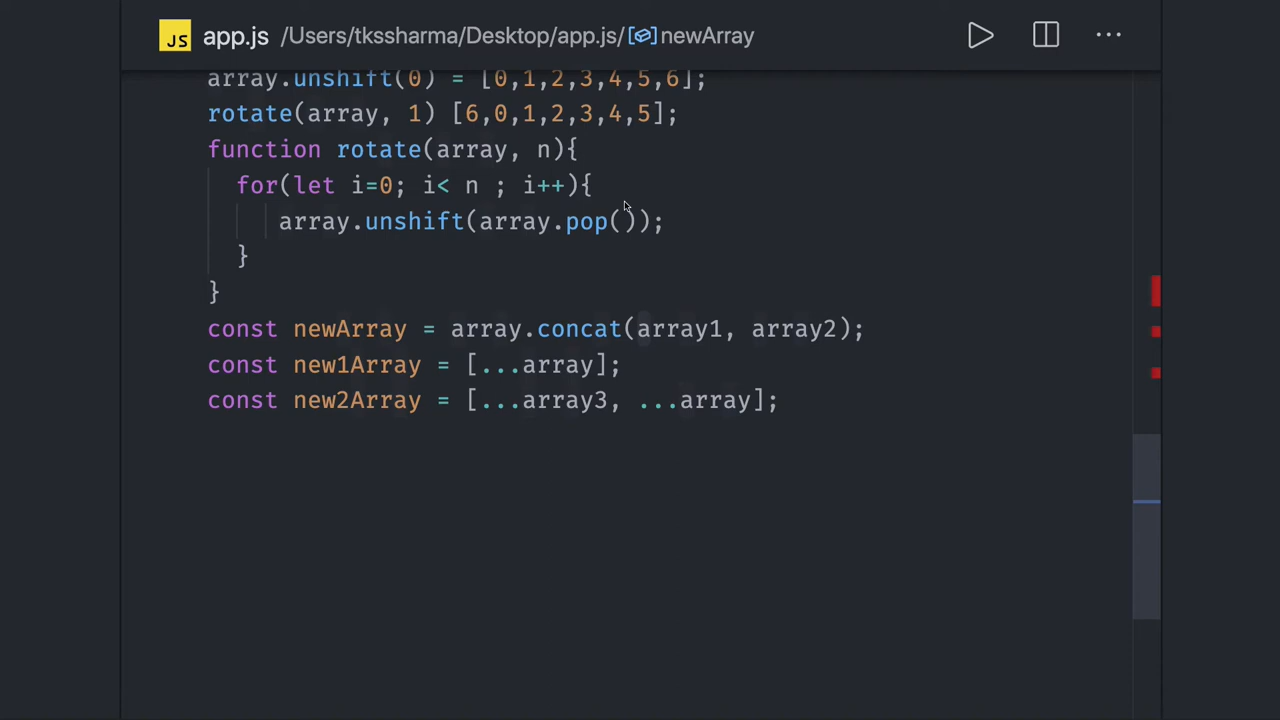 JS app.js /Users/tkssharma/Desktop/app.js/ newArray ...
array.unshift(0) = [0,1,2,3,4,5,6];
rotate(array, 1) [6,0,1,2,3,4,5];
function rotate(array, n){
for(let i=0; i< n ; i++){
array.unshift(array.pop());
}
}
const newArray = array.concat(array1, array2);
const new1Array = [...array];
const new2Array = [...array3, ...array];